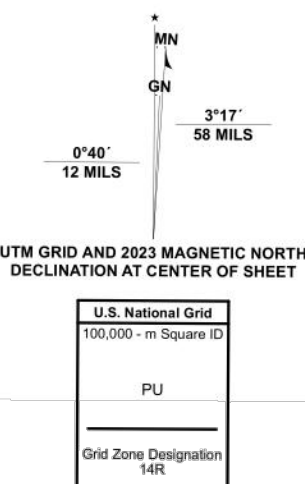 ★
MN
GN
3°17´
58 MILS
0°40´
12 MILS
UTM GRID AND 2023 MAGNETIC NORTH
DECLINATION AT CENTER OF SHEET
U.S. National Grid
100,000 - m Square ID
PU
Grid Zone Designation
14R